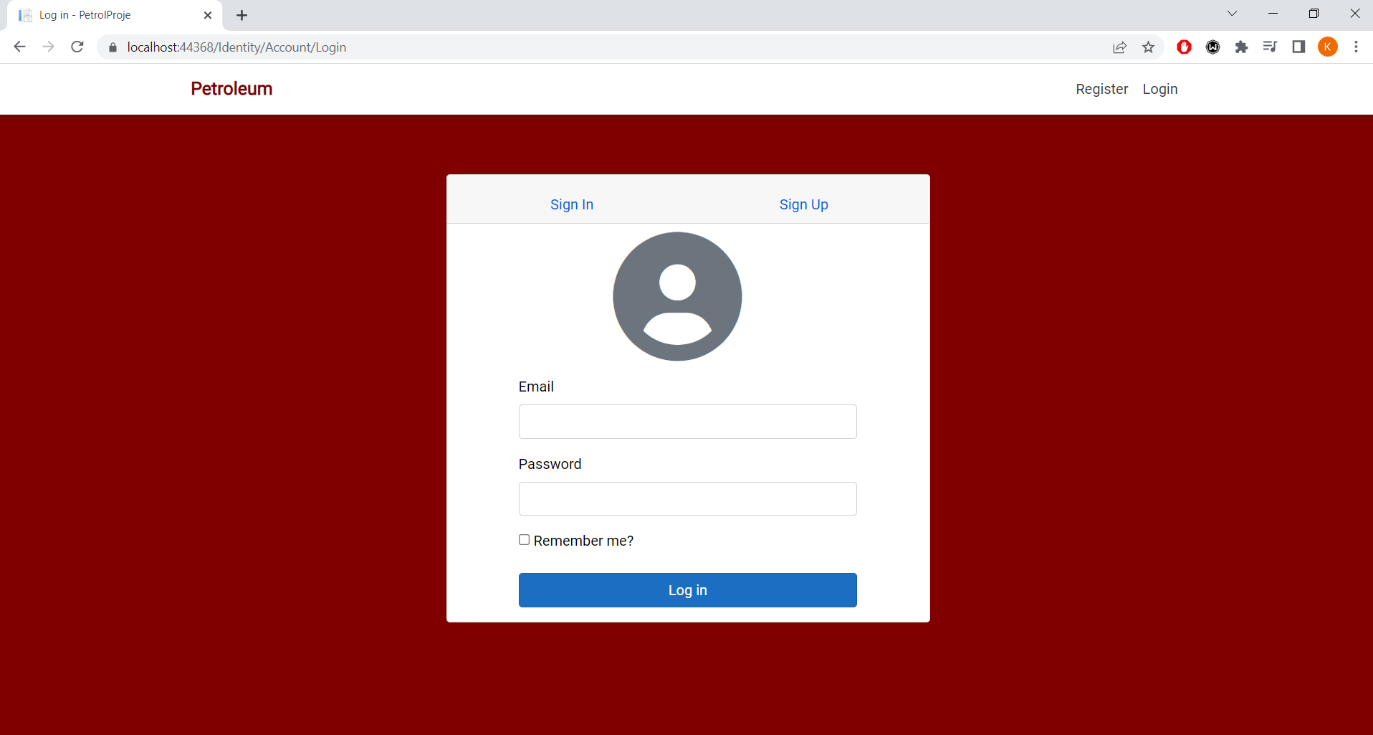 Log in - PetrolProje
localhost:44368/Identity/Account/Login
K
Petroleum
Register Login
Sign In Sign Up
Email
Password
Remember me?
Log in